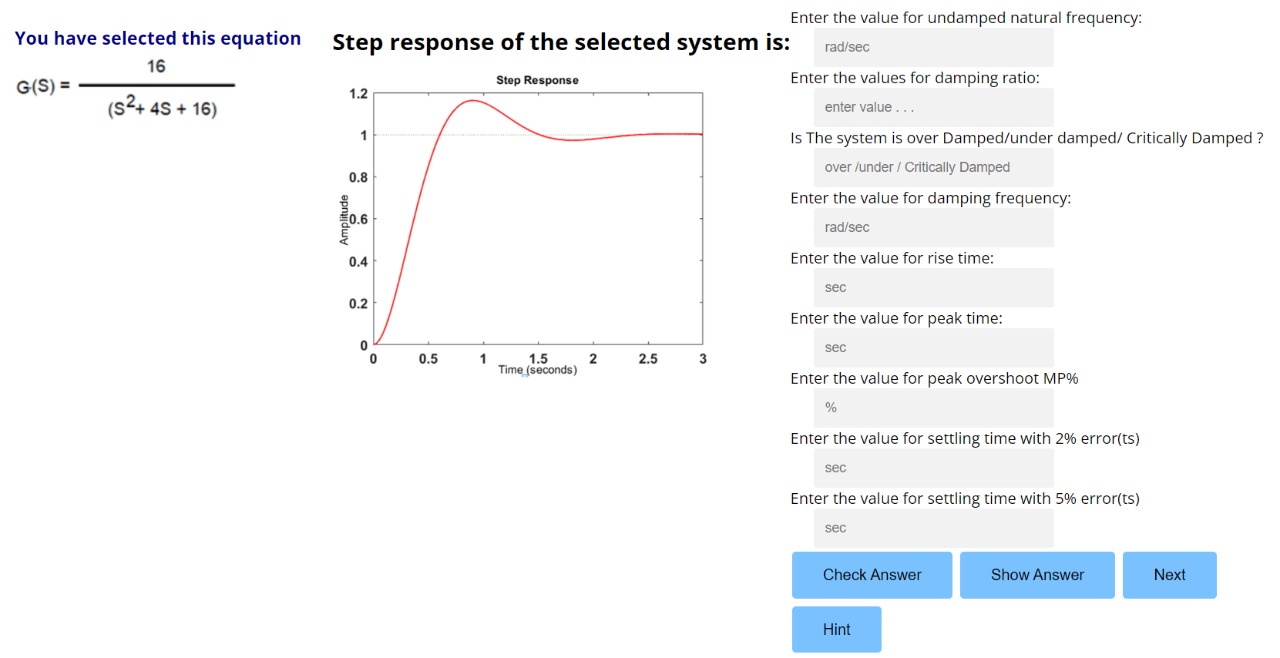 You have selected this equation
G(S) = 16 / (S²+ 4S + 16)
Step response of the selected system is:
Step Response
1.2
1
0.8
0.6
0.4
0.2
0
Amplitude
0 0.5 1 1.5 2 2.5 3
Time (seconds)
Enter the value for undamped natural frequency:
rad/sec
Enter the values for damping ratio:
enter value . . .
Is The system is over Damped/under damped/ Critically Damped ?
over /under / Critically Damped
Enter the value for damping frequency:
rad/sec
Enter the value for rise time:
sec
Enter the value for peak time:
sec
Enter the value for peak overshoot MP%
%
Enter the value for settling time with 2% error(ts)
sec
Enter the value for settling time with 5% error(ts)
sec
Check Answer Show Answer Next
Hint